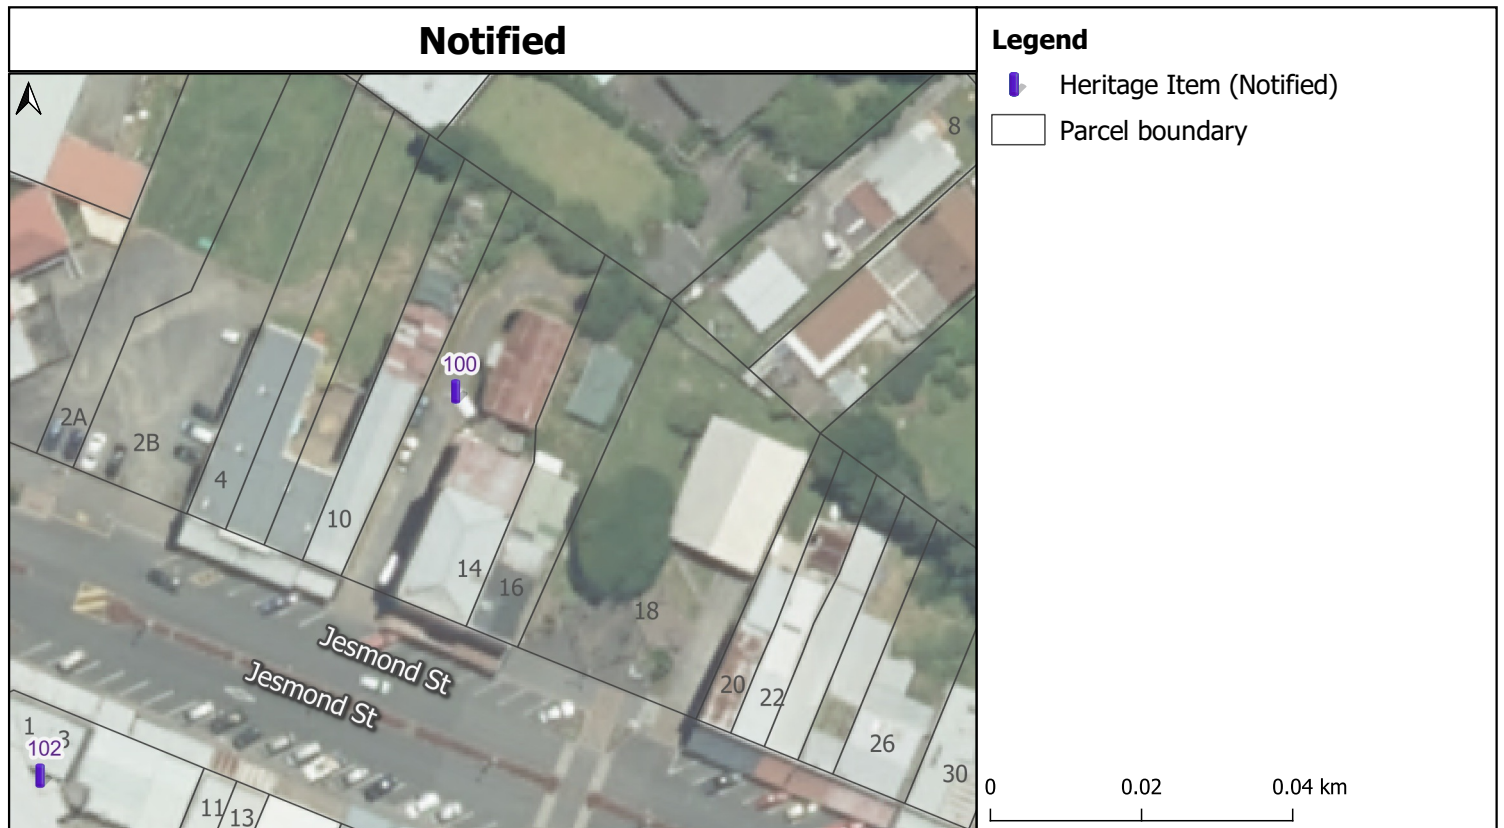 Notified
Legend
Heritage Item (Notified)
Parcel boundary
8
100
2A
2B
4
10
14
16
18
Jesmond St
Jesmond St
20
22
26
30
1
3
102
11
13
0
0.02
0.04 km